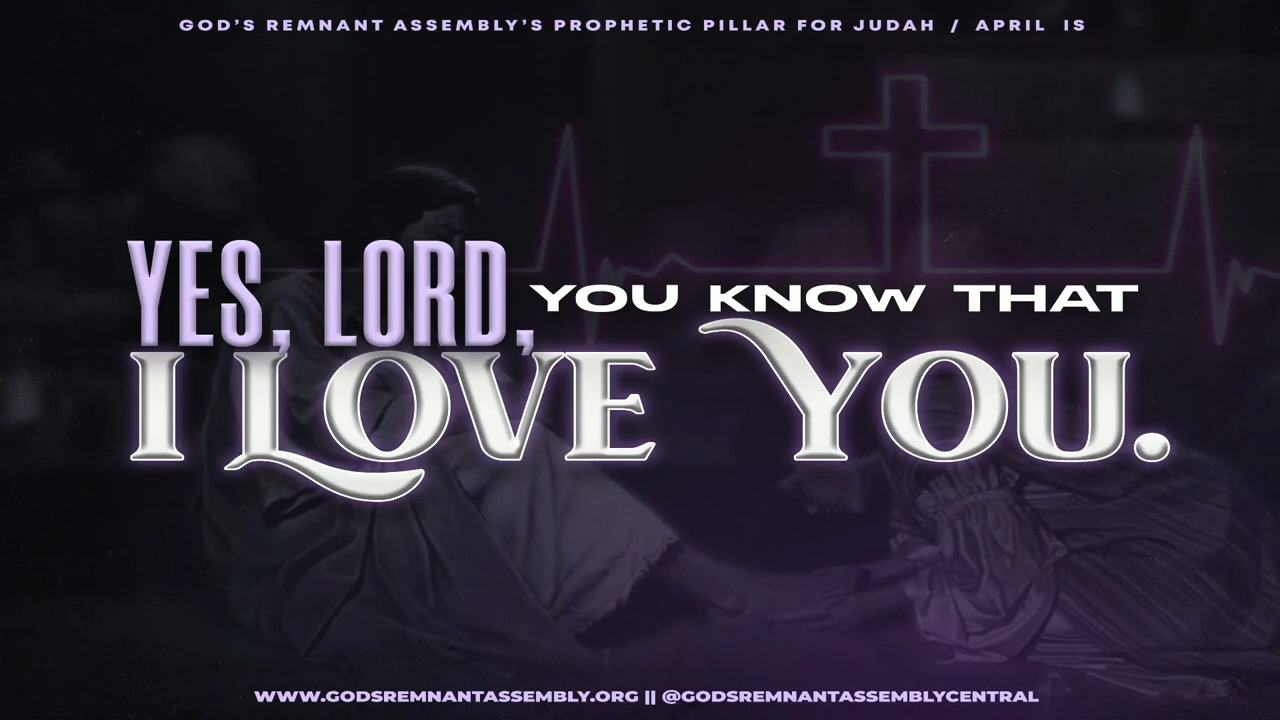 GOD'S REMNANT ASSEMBLY'S PROPHETIC PILLAR FOR JUDAH / APRIL IS
YES, LORD, YOU KNOW THAT
I LOVE YOU.
WWW.GODSREMNANTASSEMBLY.ORG || @GODSREMNANTASSEMBLYCENTRAL